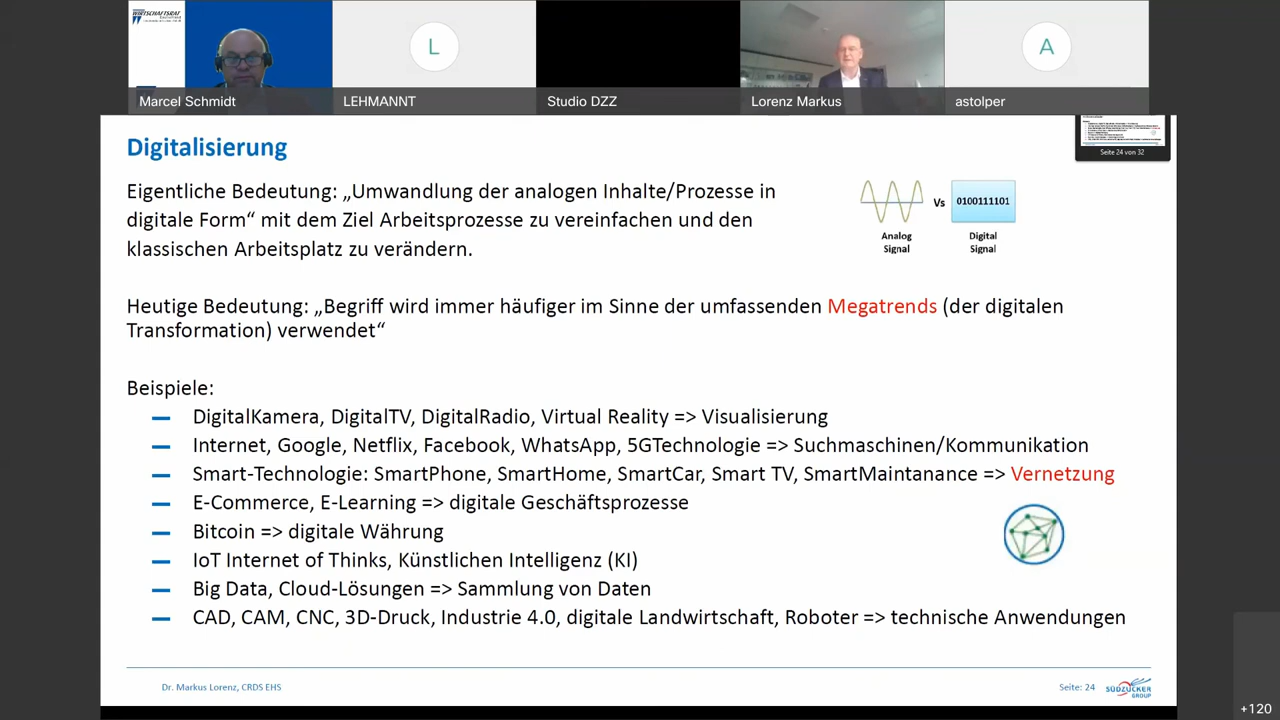 WIRTSCHAFTSRAT
Marcel Schmidt
L
LEHMANNT
Studio DZZ
Lorenz Markus
A
astolper
Seite 24 von 32
Digitalisierung
Eigentliche Bedeutung: „Umwandlung der analogen Inhalte/Prozesse in
digitale Form“ mit dem Ziel Arbeitsprozesse zu vereinfachen und den
klassischen Arbeitsplatz zu verändern.
Vs
0100111101
Analog
Signal
Digital
Signal
Heutige Bedeutung: „Begriff wird immer häufiger im Sinne der umfassenden Megatrends (der digitalen
Transformation) verwendet“
Beispiele:
DigitalKamera, DigitalTV, DigitalRadio, Virtual Reality => Visualisierung
Internet, Google, Netflix, Facebook, WhatsApp, 5GTechnologie => Suchmaschinen/Kommunikation
Smart-Technologie: SmartPhone, SmartHome, SmartCar, Smart TV, SmartMaintanance => Vernetzung
E-Commerce, E-Learning => digitale Geschäftsprozesse
Bitcoin => digitale Währung
IoT Internet of Thinks, Künstlichen Intelligenz (KI)
Big Data, Cloud-Lösungen => Sammlung von Daten
CAD, CAM, CNC, 3D-Druck, Industrie 4.0, digitale Landwirtschaft, Roboter => technische Anwendungen
Dr. Markus Lorenz, CRDS EHS
Seite: 24
SÜDZUCKER
GROUP
+120